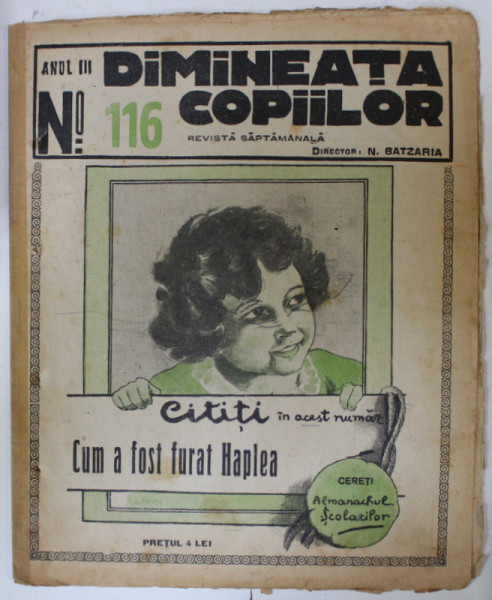 ANUL III
DIMINEAȚA
COPIILOR
No. 116
REVISTĂ SĂPTĂMÂNALĂ
DIRECTOR: N. BATZARIA
Citiți în acest număr
Cum a fost furat Haplea
CEREȚI
Almanachul
Școlarilor
PREȚUL 4 LEI